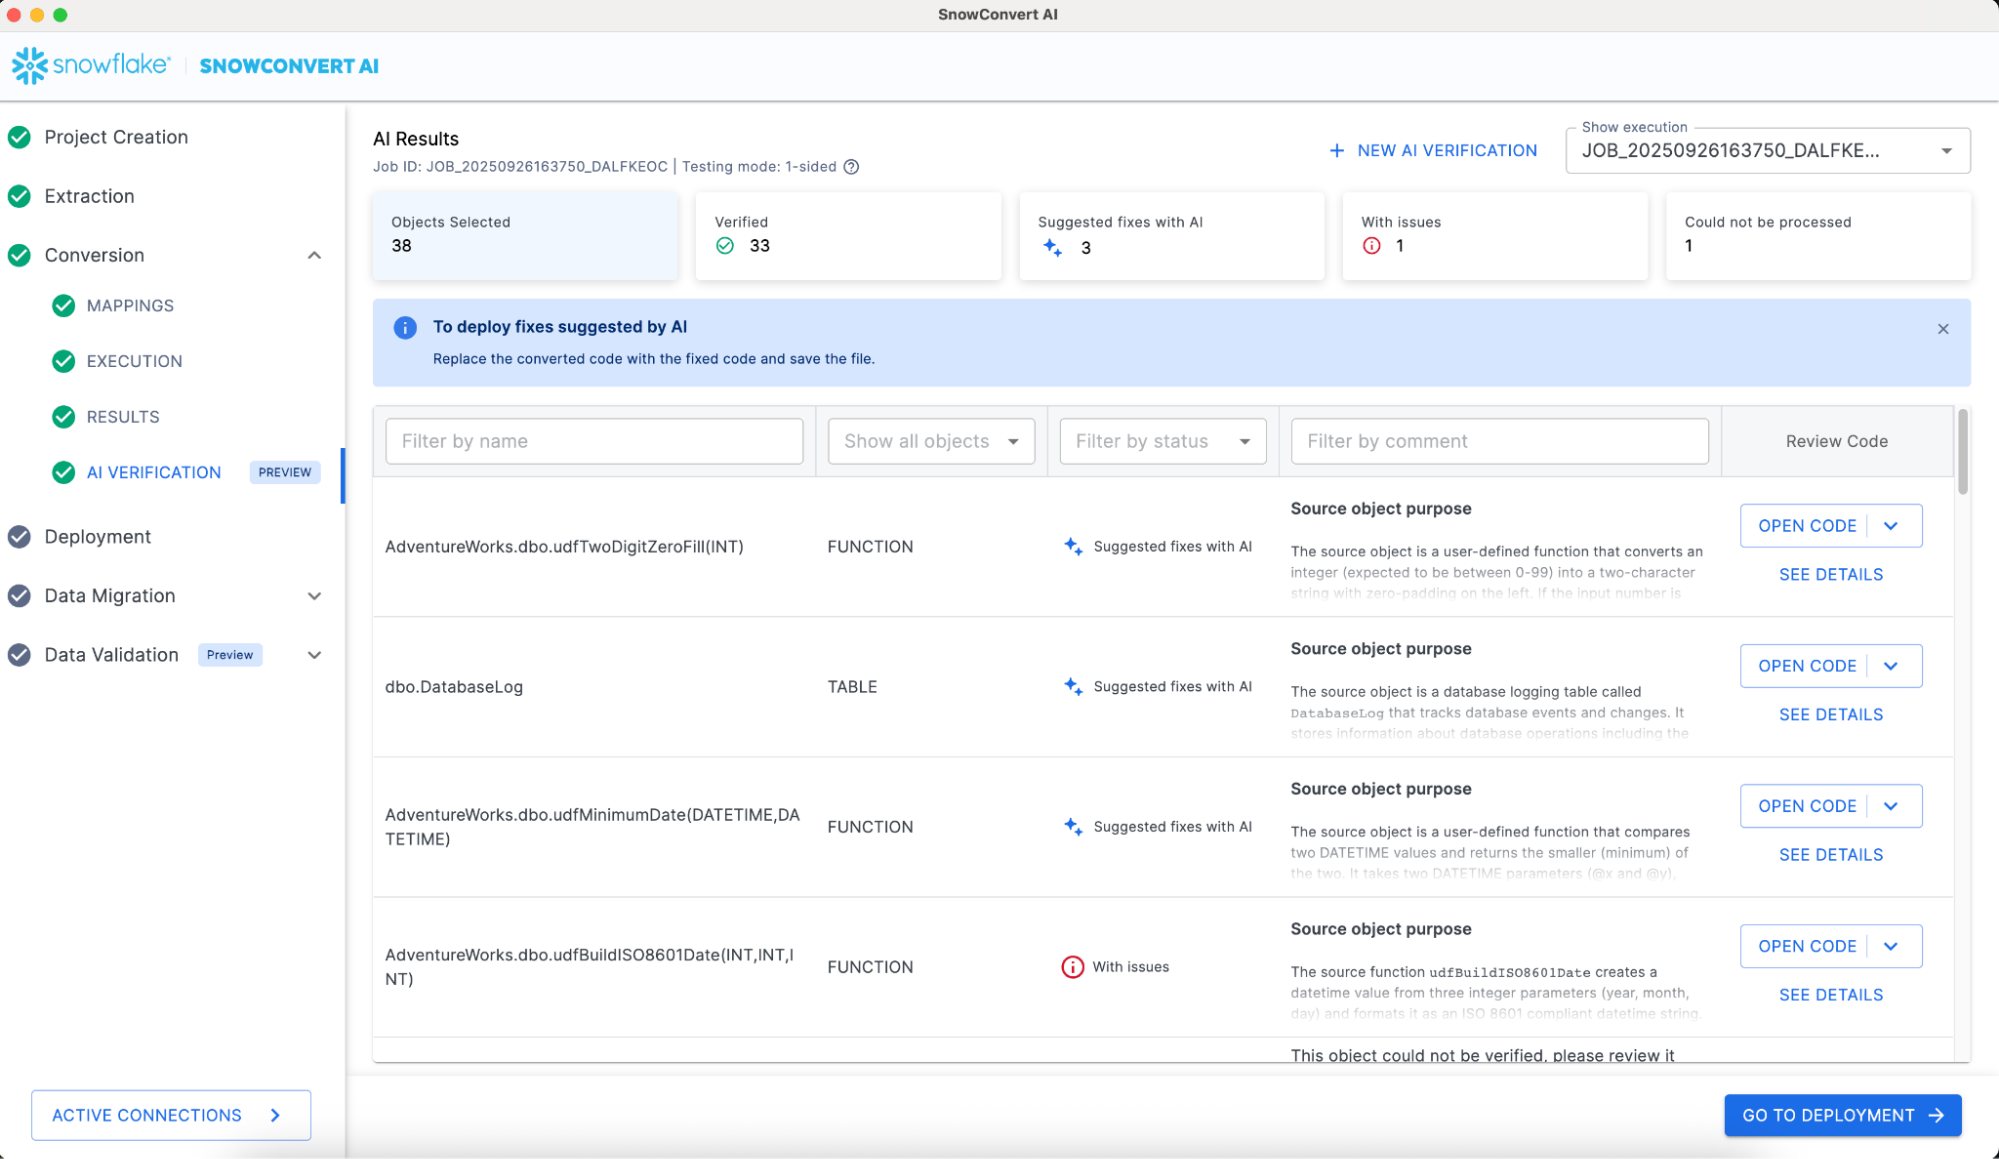 SnowConvert AI
snowflake®
SNOWCONVERT AI
Project Creation
Extraction
Conversion
MAPPINGS
EXECUTION
RESULTS
AI VERIFICATION PREVIEW
Deployment
Data Migration
Data Validation Preview
ACTIVE CONNECTIONS
AI Results
Job ID: JOB_20250926163750_DALFKEOC | Testing mode: 1-sided
+ NEW AI VERIFICATION
Show execution
JOB_20250926163750_DALFKE...
Objects Selected
38
Verified
33
Suggested fixes with AI
3
With issues
1
Could not be processed
1
To deploy fixes suggested by AI
Replace the converted code with the fixed code and save the file.
Filter by name
Show all objects
Filter by status
Filter by comment
Review Code
AdventureWorks.dbo.udfTwoDigitZeroFill(INT)
FUNCTION
Suggested fixes with AI
Source object purpose
The source object is a user-defined function that converts an
integer (expected to be between 0-99) into a two-character
string with zero-padding on the left. If the input number is
OPEN CODE
SEE DETAILS
dbo.DatabaseLog
TABLE
Suggested fixes with AI
Source object purpose
The source object is a database logging table called
DatabaseLog that tracks database events and changes. It
stores information about database operations including the
OPEN CODE
SEE DETAILS
AdventureWorks.dbo.udfMinimumDate(DATETIME,DA
TETIME)
FUNCTION
Suggested fixes with AI
Source object purpose
The source object is a user-defined function that compares
two DATETIME values and returns the smaller (minimum) of
the two. It takes two DATETIME parameters (@x and @y),
OPEN CODE
SEE DETAILS
AdventureWorks.dbo.udfBuildISO8601Date(INT,INT,I
NT)
FUNCTION
With issues
Source object purpose
The source function udfBuildISO8601Date creates a
datetime value from three integer parameters (year, month,
day) and formats it as an ISO 8601 compliant datetime string.
OPEN CODE
SEE DETAILS
This object could not be verified, please review it
GO TO DEPLOYMENT